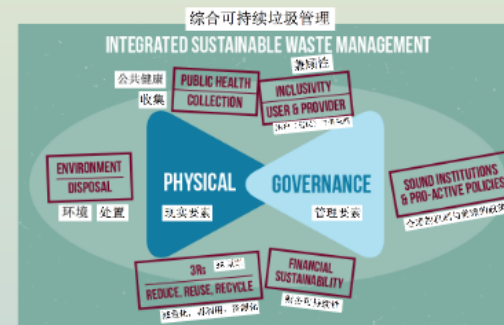 综合可持续垃圾管理
INTEGRATED SUSTAINABLE WASTE MANAGEMENT
公共健康
PUBLIC HEALTH
收集
COLLECTION
兼顾性
INCLUSIVITY
USER & PROVIDER
ENVIRONMENT
DISPOSAL
环境 处置
PHYSICAL
现实要素
GOVERNANCE
管理要素
SOUND INSTITUTIONS
& PRO-ACTIVE POLICIES
3Rs
REDUCE, REUSE, RECYCLE
FINANCIAL
SUSTAINABILITY